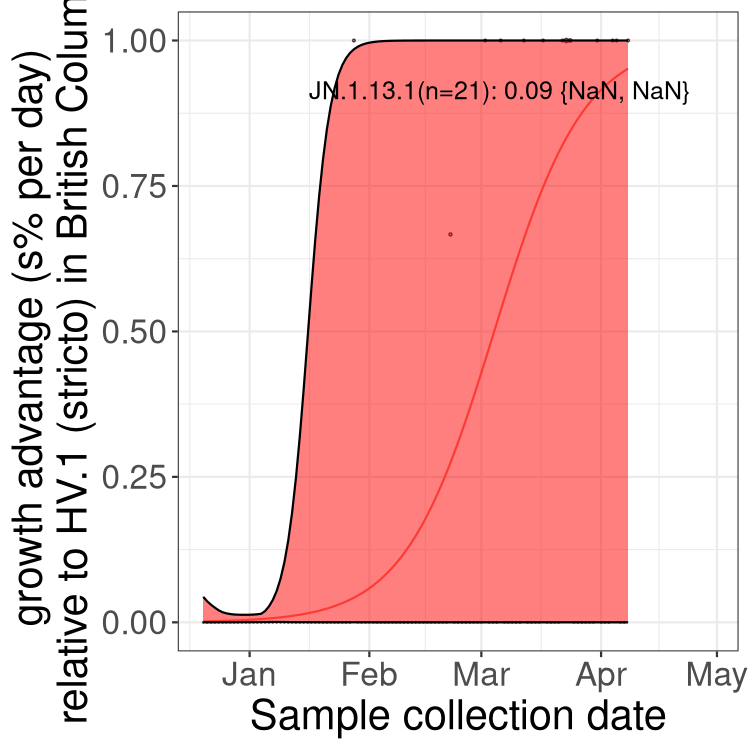 growth advantage (s% per day)
relative to HV.1 (stricto) in British Colum
1.00
0.75
0.50
0.25
0.00
JN.1.13.1(n=21): 0.09 {NaN, NaN}
Jan Feb Mar Apr May
Sample collection date